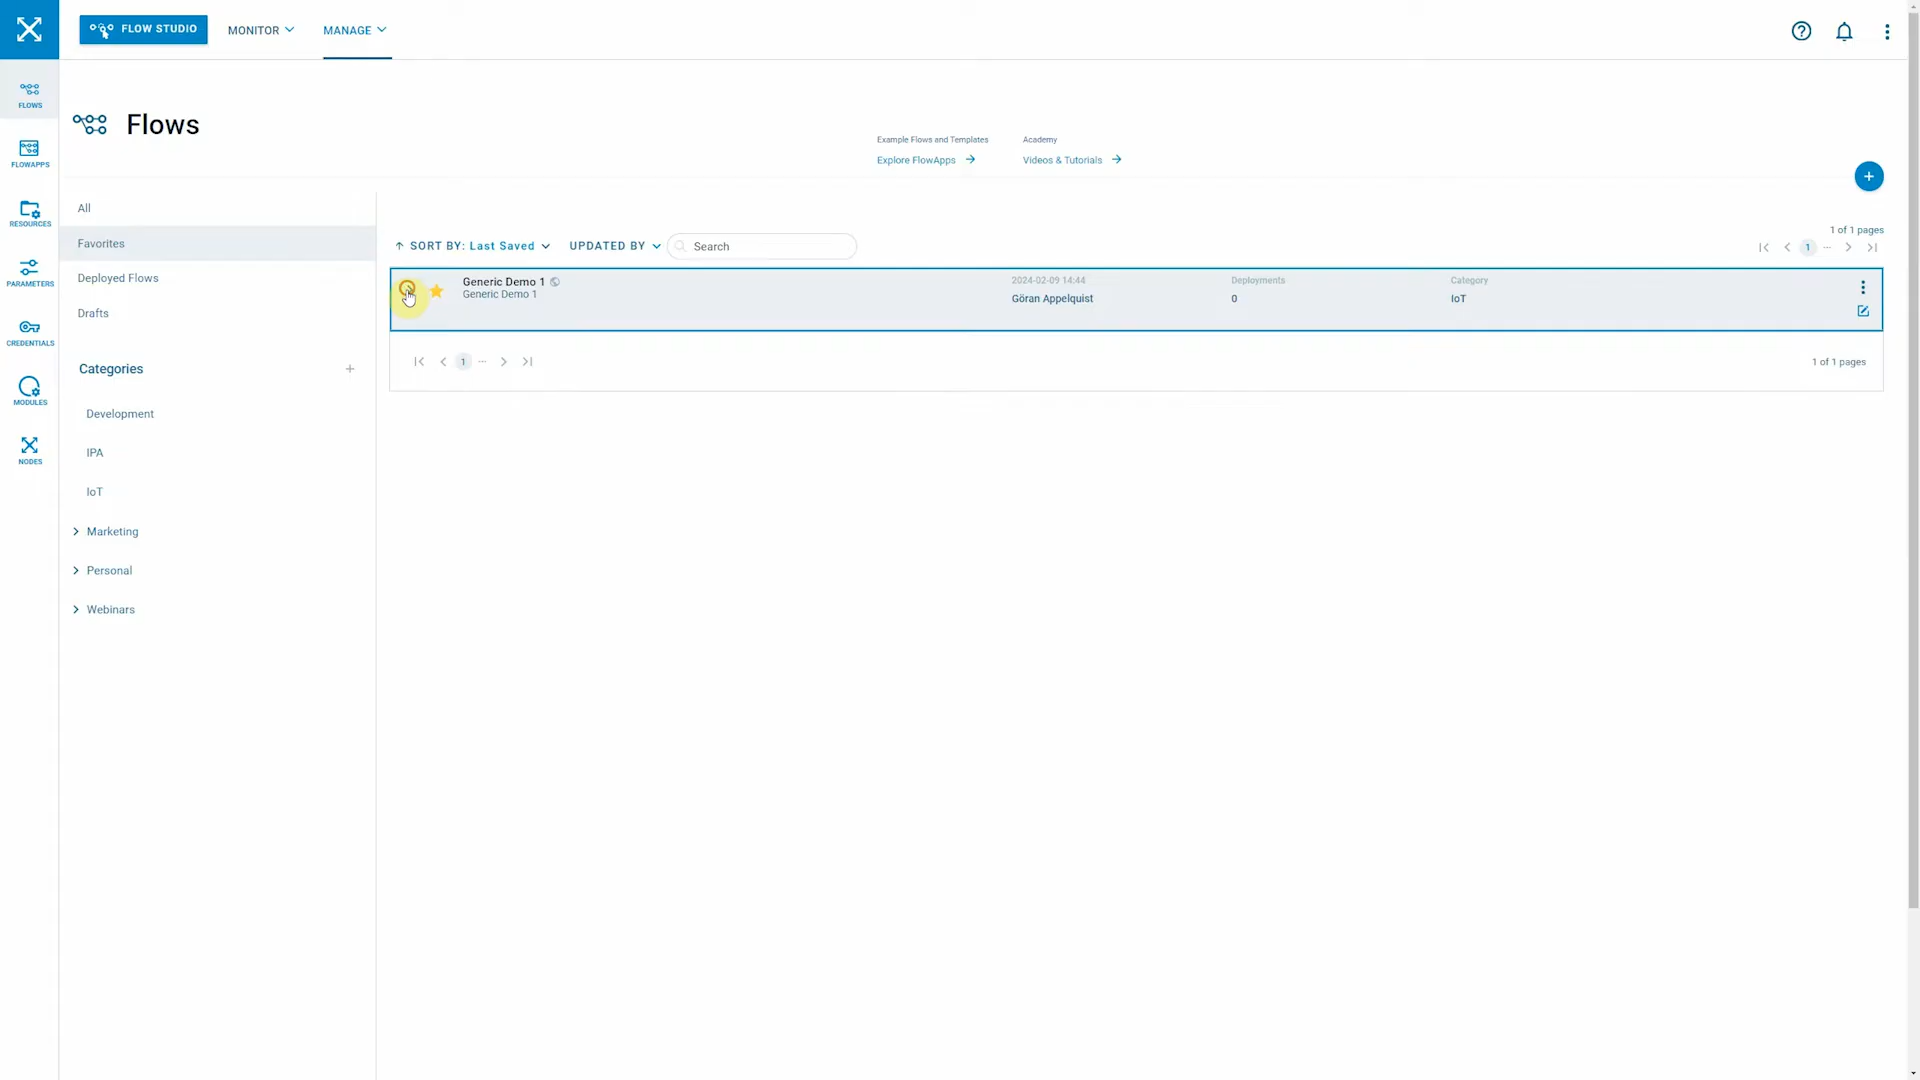 FLOW STUDIO
MONITOR
MANAGE
FLOWS
FLOWAPPS
RESOURCES
PARAMETERS
CREDENTIALS
MODULES
NODES
Flows
Example Flows and Templates
Explore FlowApps
Academy
Videos & Tutorials
All
Favorites
Deployed Flows
Drafts
Categories
Development
IPA
IoT
Marketing
Personal
Webinars
SORT BY: Last Saved
UPDATED BY
Search
1 of 1 pages
1 ...
Generic Demo 1
Generic Demo 1
2024-02-09 14:44
Göran Appelquist
Deployments
0
Category
IoT
1 ...
1 of 1 pages